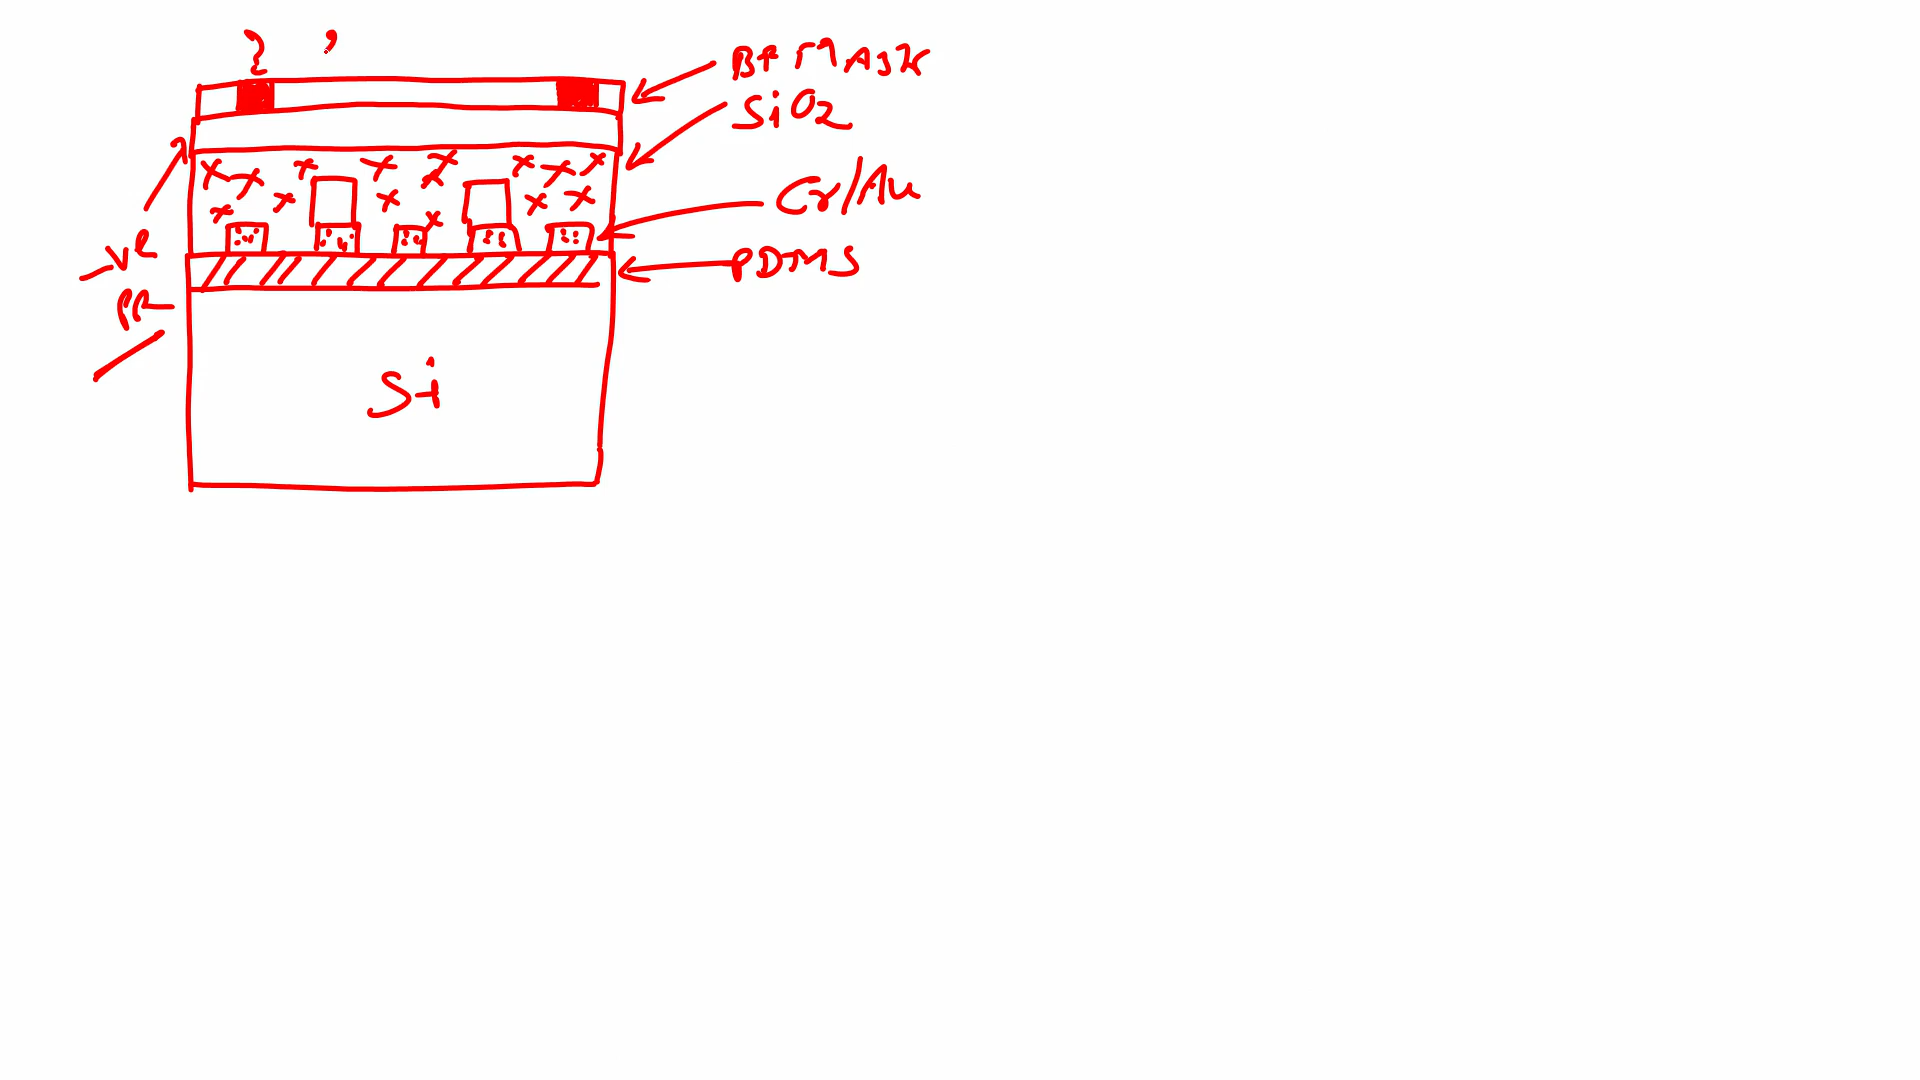 BF MASK
SiO2
Cr/Au
-ve
PR
PDMS
Si